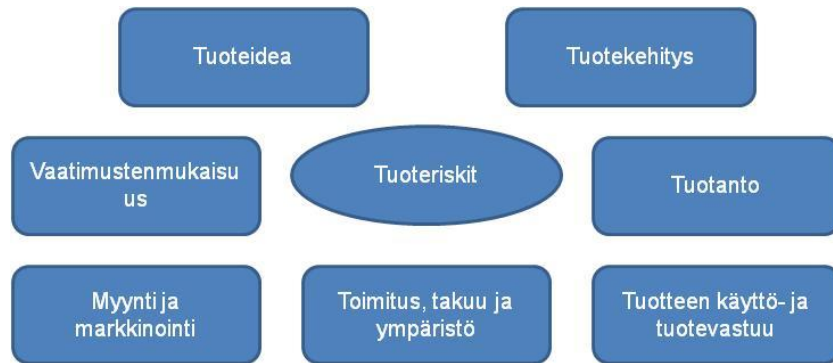 Tuoteidea
Tuotekehitys
Vaatimustenmukaisu
us
Tuoteriskit
Tuotanto
Myynti ja
markkinointi
Toimitus, takuu ja
ympäristö
Tuotteen käyttö- ja
tuotevastuu